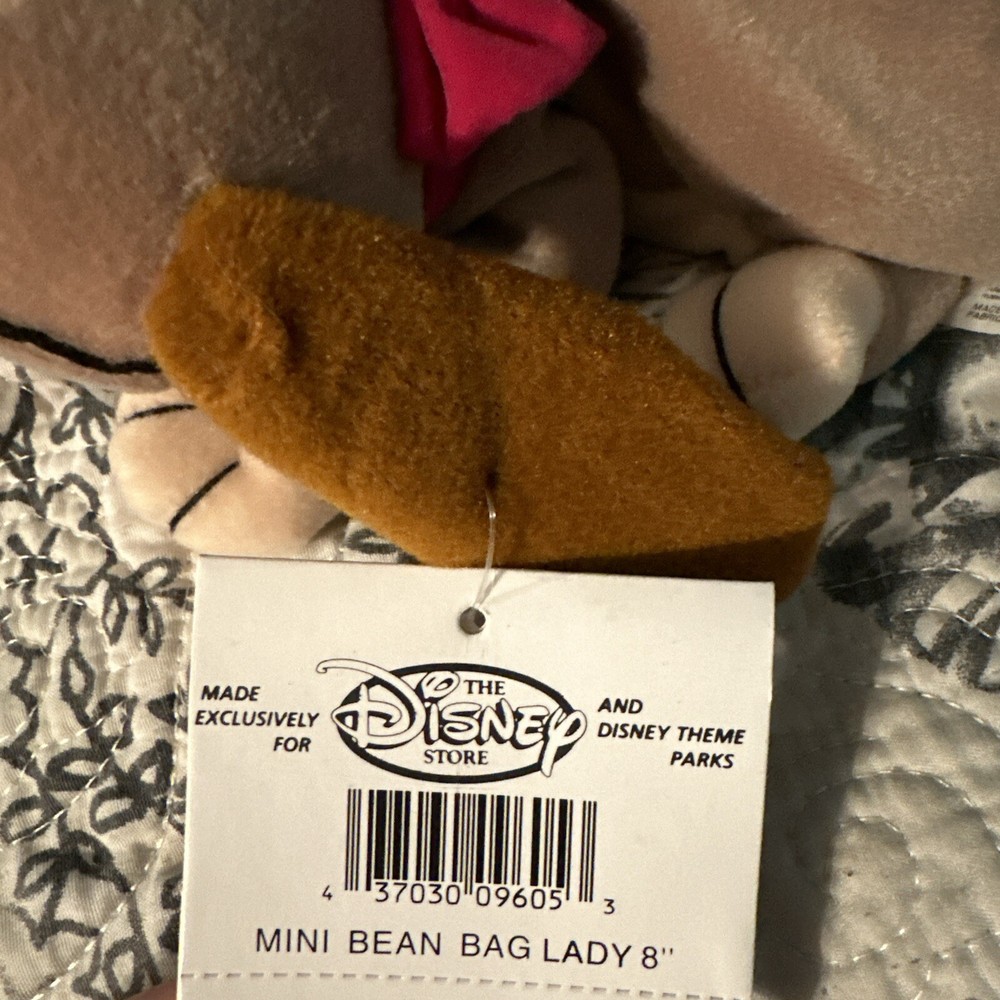 MADE
EXCLUSIVELY
FOR
THE
DISNEY
STORE
AND
DISNEY THEME
PARKS
4 37030 09605 3
MINI BEAN BAG LADY 8"